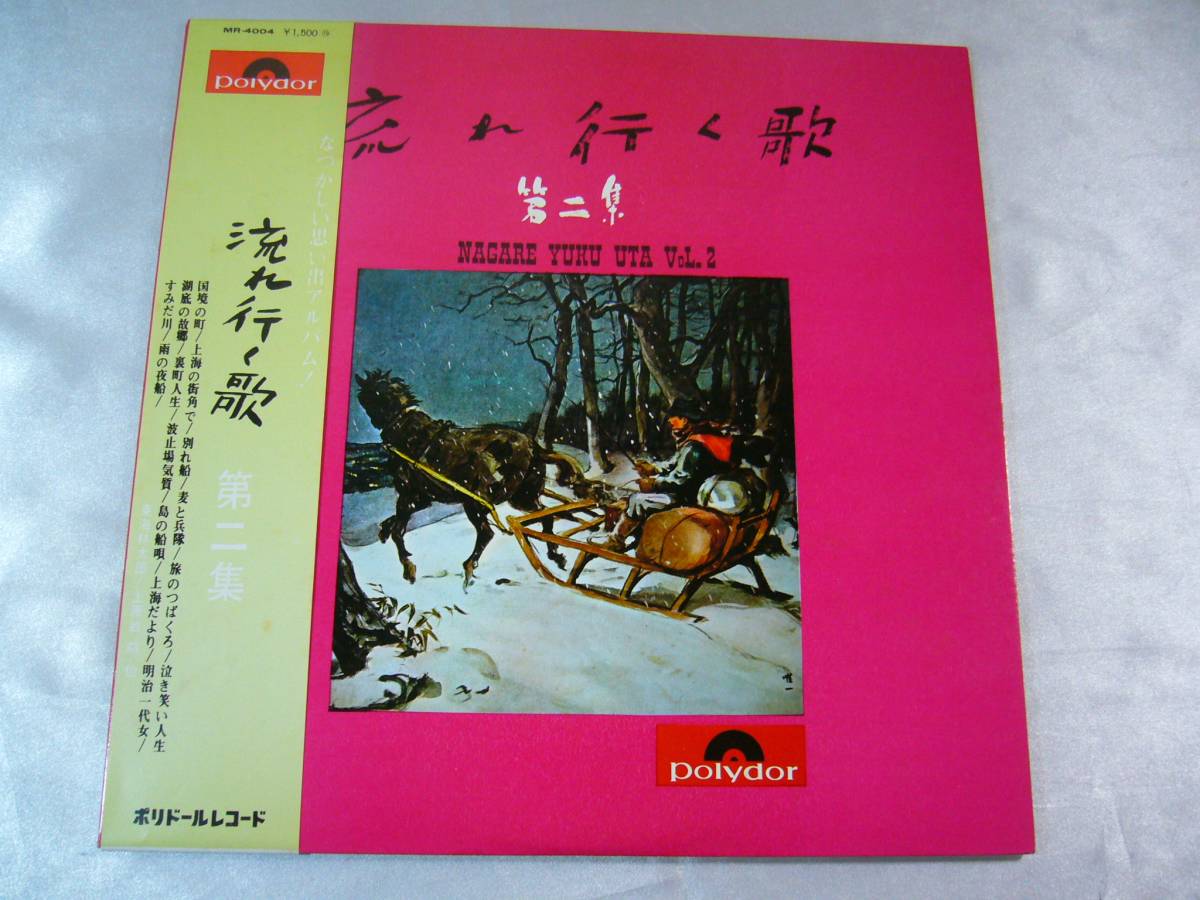 MR-4004 ¥1,500
polydor
なつかしい思い出アルバム!
流れ行く歌
第二集
国境の町/上海の街角で/別れ船/麦と兵隊/旅のつばくろ/泣き笑い人生
湖底の故郷/裏町人生/波止場気質/島の船唄/上海だより/明治一代女/
すみだ川/雨の夜船/
ポリドールレコード
流れ行く歌
第二集
NAGARE YUKU UTA VoL.2
polydor